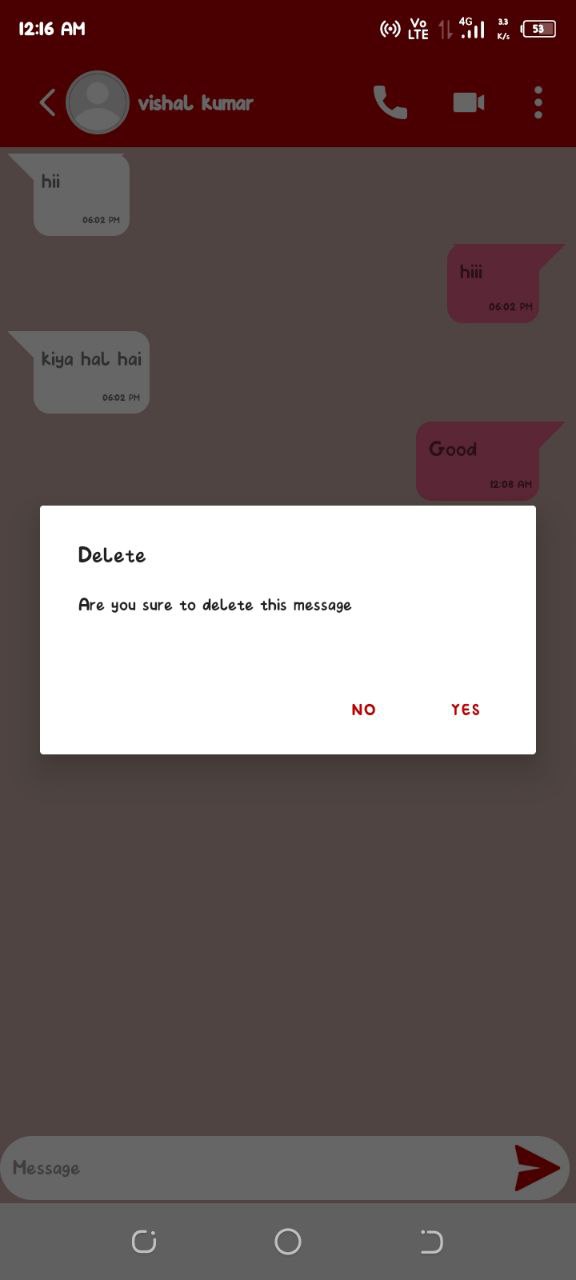 12:16 AM Vo LTE 4G 3.3 K/s 53
vishal kumar
hii
06:02 PM
hiii
06:02 PM
kiya hal hai
06:02 PM
Good
12:08 AM
Delete
Are you sure to delete this message
NO YES
Message